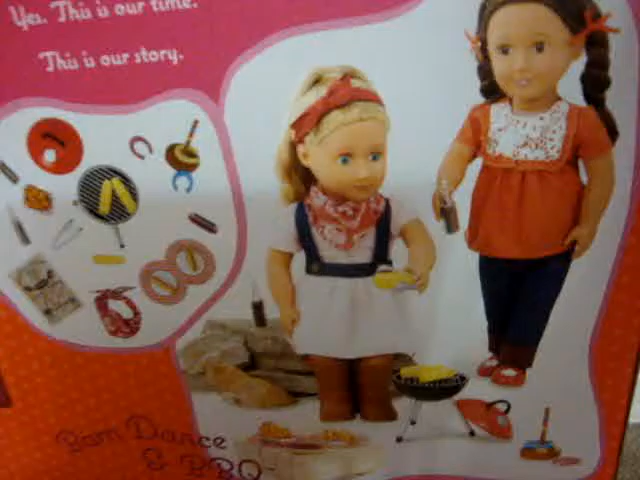 Yes. This is our time.
This is our story.
Barn Dance
& BBQ